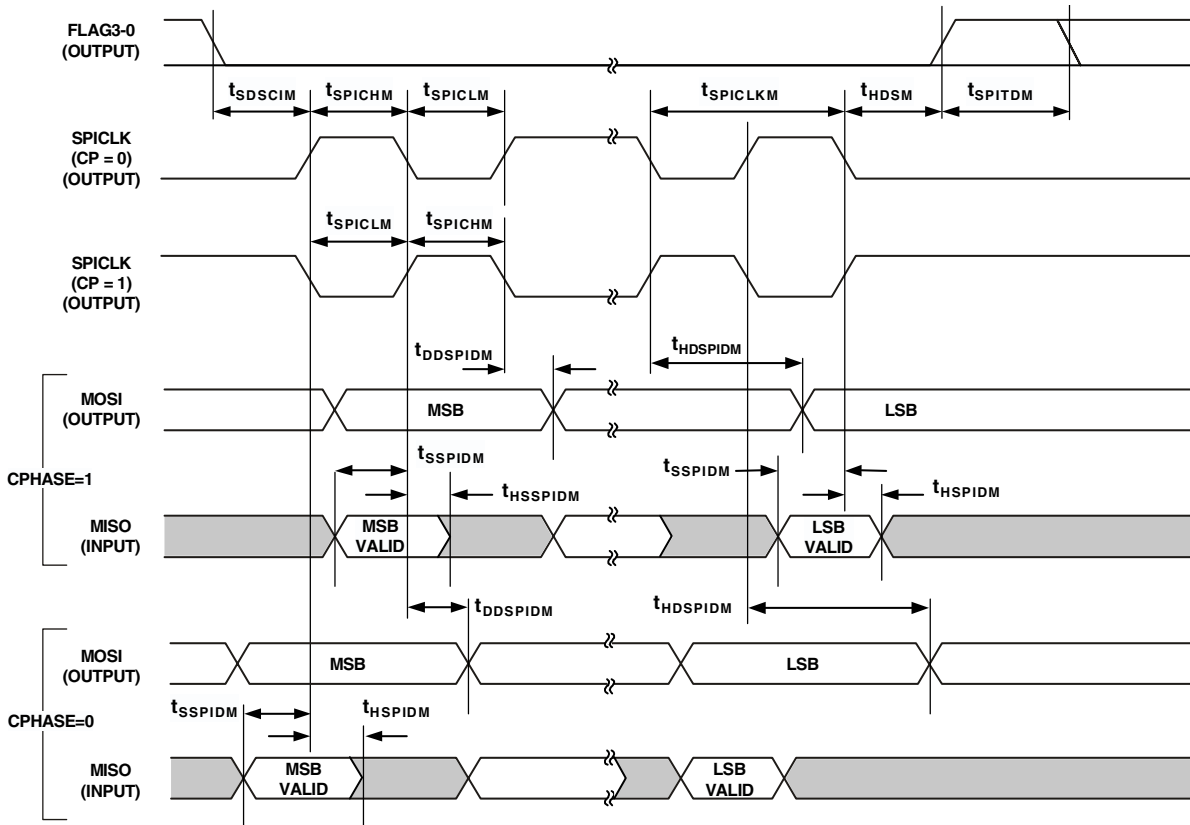 FLAG3-0
(OUTPUT)
tSDSCIM tSPICHM tSPICLM tSPICLKM tHDSM tSPITDM
SPICLK
(CP = 0)
(OUTPUT)
tSPICLM tSPICHM
SPICLK
(CP = 1)
(OUTPUT)
tDDSPIDM tHDSPIDM
CPHASE=1
MOSI
(OUTPUT)
MSB LSB
tSSPIDM tSSPIDM
tHSSPIDM tHSPIDM
MISO
(INPUT)
MSB
VALID
LSB
VALID
tDDSPIDM tHDSPIDM
CPHASE=0
MOSI
(OUTPUT)
MSB LSB
tSSPIDM tHSPIDM
MISO
(INPUT)
MSB
VALID
LSB
VALID